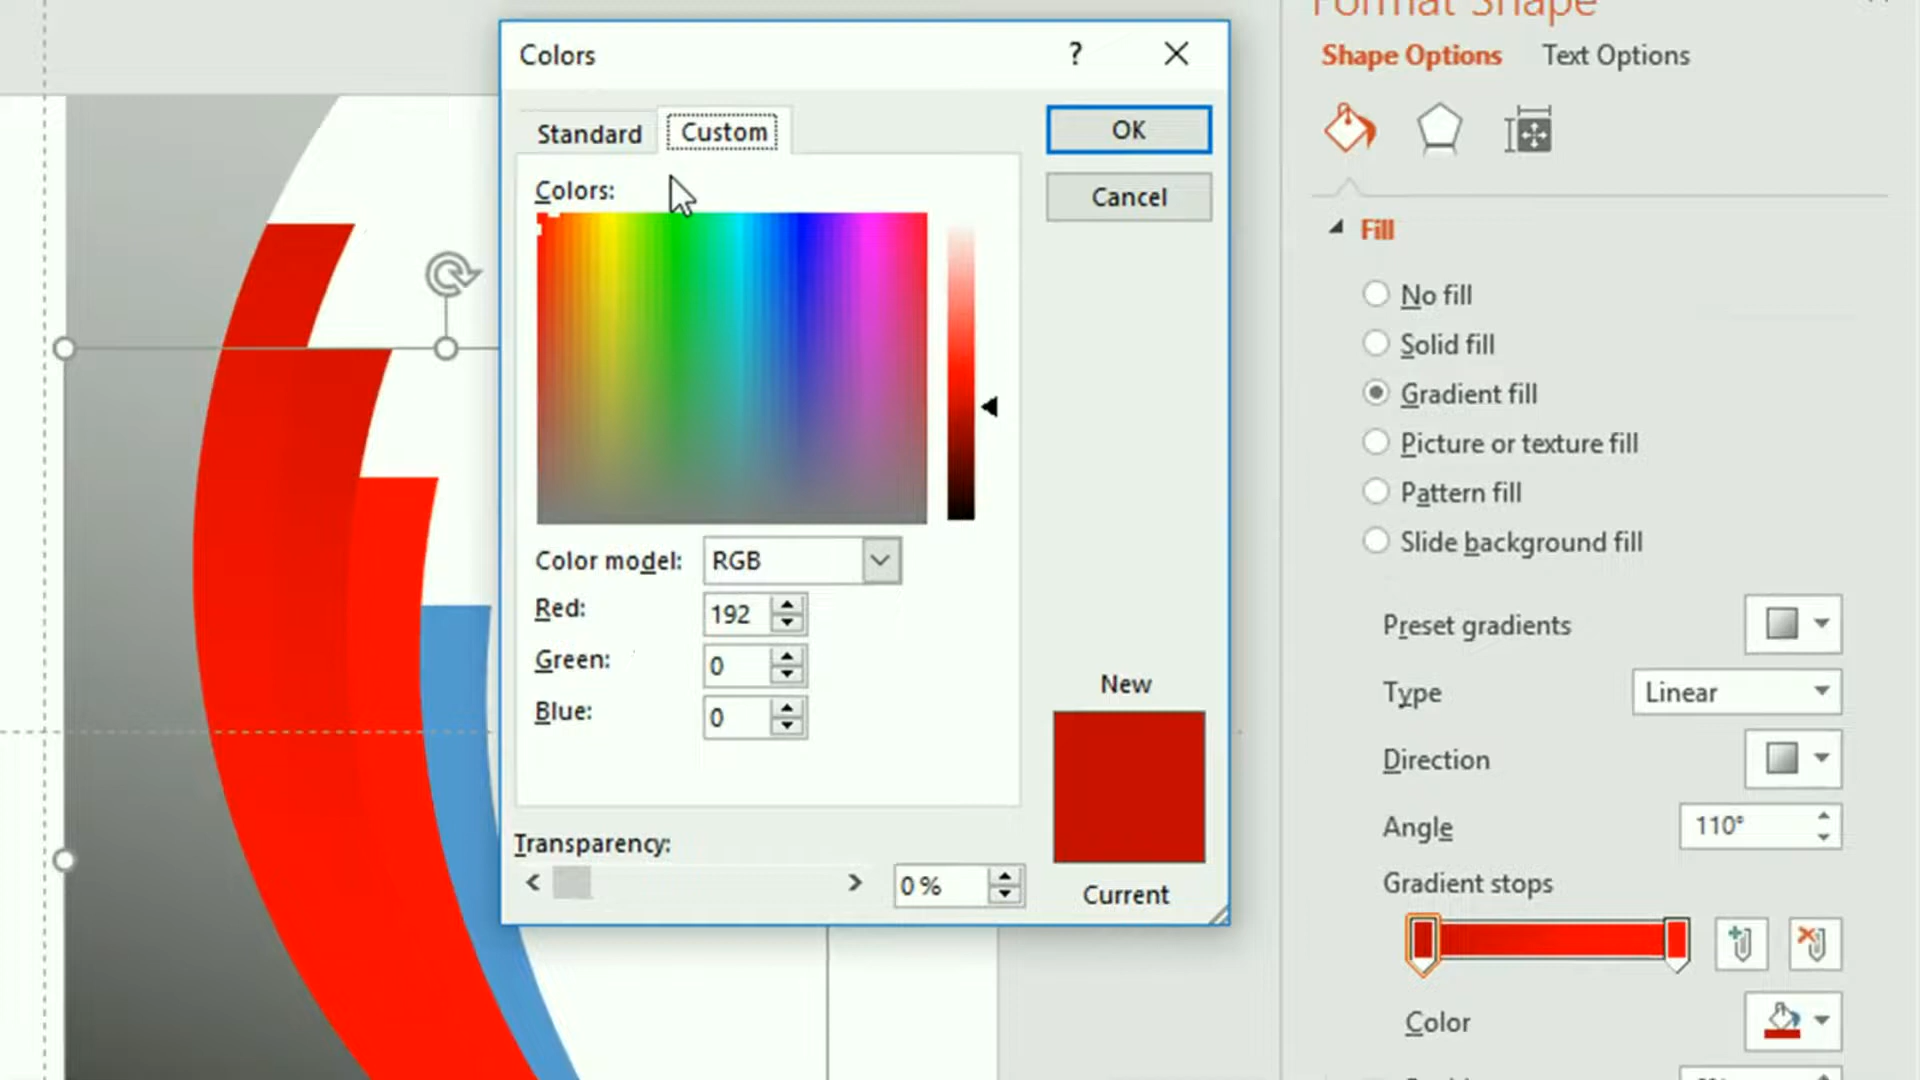 Format Shape
Shape Options Text Options
Colors ?
Standard Custom
OK
Cancel
Colors:
Color model: RGB
Red: 192
Green: 0
Blue: 0
New
Current
Transparency:
0 %
Fill
No fill
Solid fill
Gradient fill
Picture or texture fill
Pattern fill
Slide background fill
Preset gradients
Type Linear
Direction
Angle 110°
Gradient stops
Color